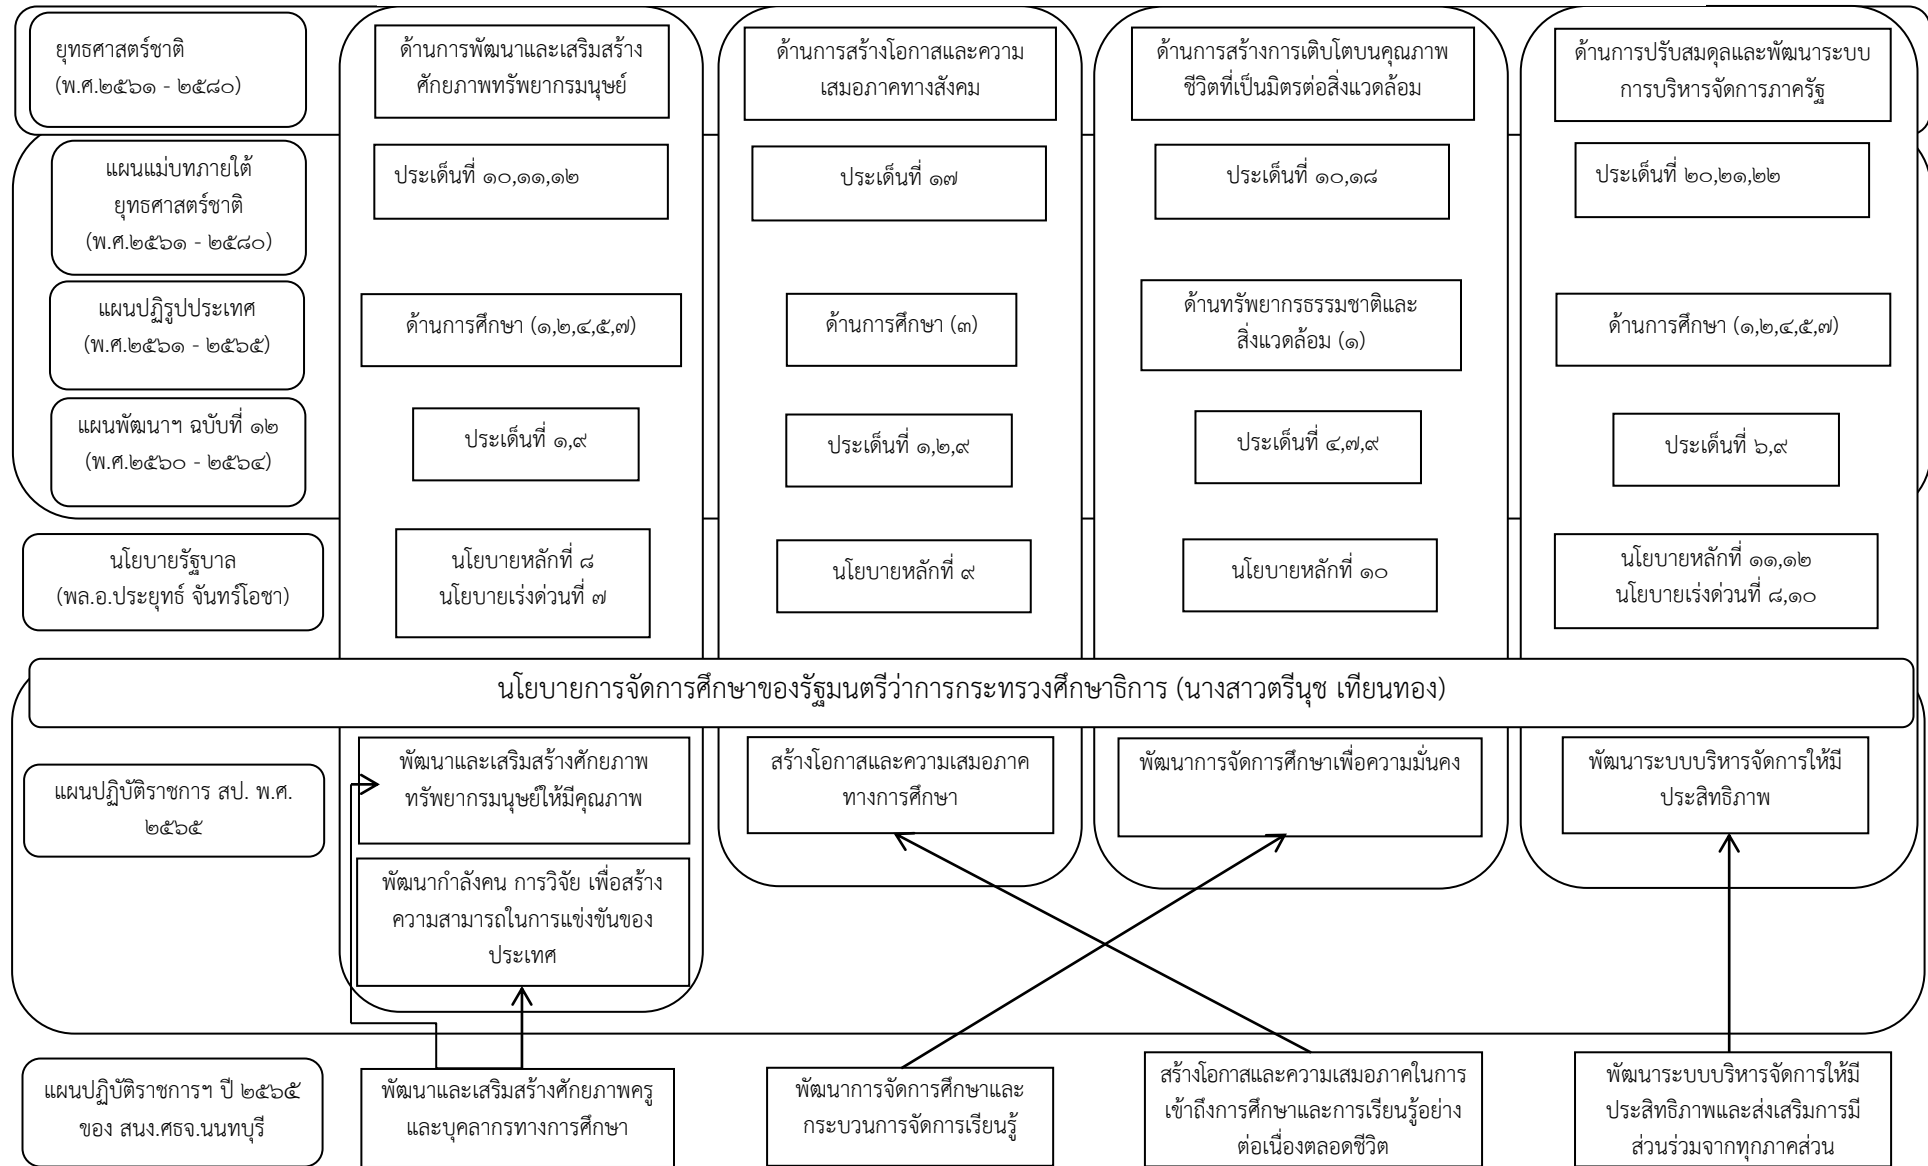 ยุทธศาสตร์ชาติ
(พ.ศ.๒๕๖๑ - ๒๕๘๐)
ด้านการพัฒนาและเสริมสร้าง
ศักยภาพทรัพยากรมนุษย์
ด้านการสร้างโอกาสและความ
เสมอภาคทางสังคม
ด้านการสร้างการเติบโตบนคุณภาพ
ชีวิตที่เป็นมิตรต่อสิ่งแวดล้อม
ด้านการปรับสมดุลและพัฒนาระบบ
การบริหารจัดการภาครัฐ
แผนแม่บทภายใต้
ยุทธศาสตร์ชาติ
(พ.ศ.๒๕๖๑ - ๒๕๘๐)
ประเด็นที่ ๑๐,๑๑,๑๒
ประเด็นที่ ๑๗
ประเด็นที่ ๑๐,๑๘
ประเด็นที่ ๒๐,๒๑,๒๒
แผนปฏิรูปประเทศ
(พ.ศ.๒๕๖๑ - ๒๕๖๕)
ด้านการศึกษา (๑,๒,๔,๕,๗)
ด้านการศึกษา (๓)
ด้านทรัพยากรธรรมชาติและ
สิ่งแวดล้อม (๑)
ด้านการศึกษา (๑,๒,๔,๕,๗)
แผนพัฒนาฯ ฉบับที่ ๑๒
(พ.ศ.๒๕๖๐ - ๒๕๖๔)
ประเด็นที่ ๑,๙
ประเด็นที่ ๑,๒,๙
ประเด็นที่ ๔,๗,๙
ประเด็นที่ ๖,๙
นโยบายรัฐบาล
(พล.อ.ประยุทธ์ จันทร์โอชา)
นโยบายหลักที่ ๘
นโยบายเร่งด่วนที่ ๗
นโยบายหลักที่ ๙
นโยบายหลักที่ ๑๐
นโยบายหลักที่ ๑๑,๑๒
นโยบายเร่งด่วนที่ ๘,๑๐
นโยบายการจัดการศึกษาของรัฐมนตรีว่าการกระทรวงศึกษาธิการ (นางสาวตรีนุช เทียนทอง)
แผนปฏิบัติราชการ สป. พ.ศ.
๒๕๖๕
พัฒนาและเสริมสร้างศักยภาพ
ทรัพยากรมนุษย์ให้มีคุณภาพ
สร้างโอกาสและความเสมอภาค
ทางการศึกษา
พัฒนาการจัดการศึกษาเพื่อความมั่นคง
พัฒนาระบบบริหารจัดการให้มี
ประสิทธิภาพ
พัฒนากำลังคน การวิจัย เพื่อสร้าง
ความสามารถในการแข่งขันของ
ประเทศ
แผนปฏิบัติราชการฯ ปี ๒๕๖๕
ของ สนง.ศธจ.นนทบุรี
พัฒนาและเสริมสร้างศักยภาพครู
และบุคลากรทางการศึกษา
พัฒนาการจัดการศึกษาและ
กระบวนการจัดการเรียนรู้
สร้างโอกาสและความเสมอภาคในการ
เข้าถึงการศึกษาและการเรียนรู้อย่าง
ต่อเนื่องตลอดชีวิต
พัฒนาระบบบริหารจัดการให้มี
ประสิทธิภาพและส่งเสริมการมี
ส่วนร่วมจากทุกภาคส่วน